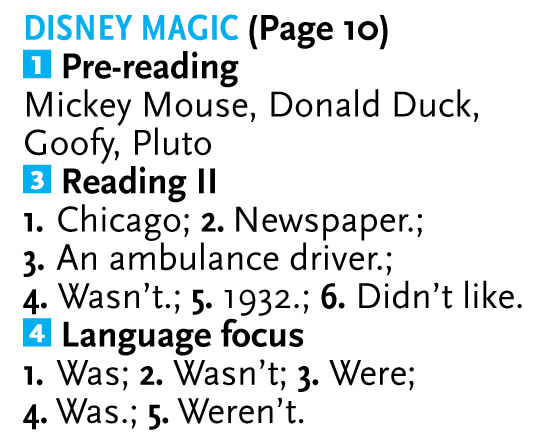 DISNEY MAGIC (Page 10)
1 Pre-reading
Mickey Mouse, Donald Duck,
Goofy, Pluto
3 Reading II
1. Chicago; 2. Newspaper.;
3. An ambulance driver.;
4. Wasn't.; 5. 1932.; 6. Didn't like.
4 Language focus
1. Was; 2. Wasn't; 3. Were;
4. Was.; 5. Weren't.